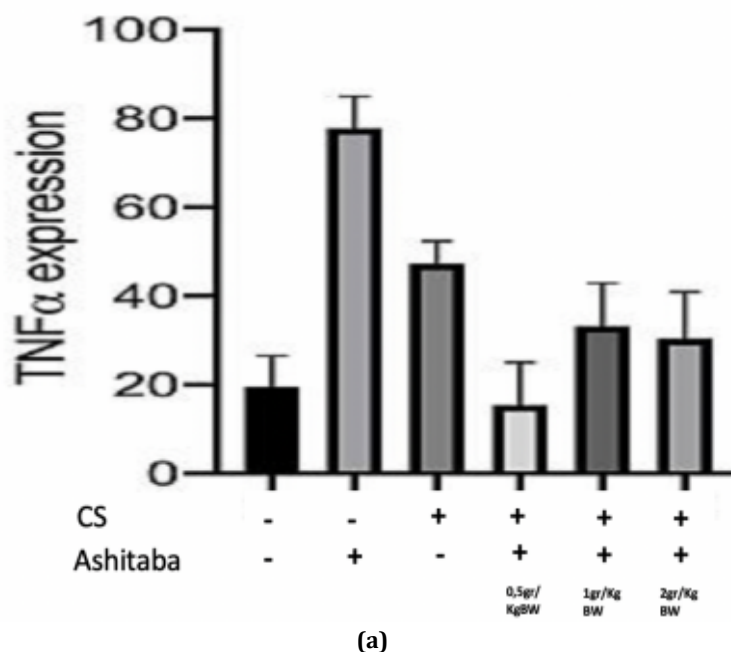 100
80
60
40
20
0
TNFα expression
CS - - + + + +
Ashitaba - + - + + +
0,5gr/ 1gr/Kg 2gr/Kg
KgBW BW BW
(a)